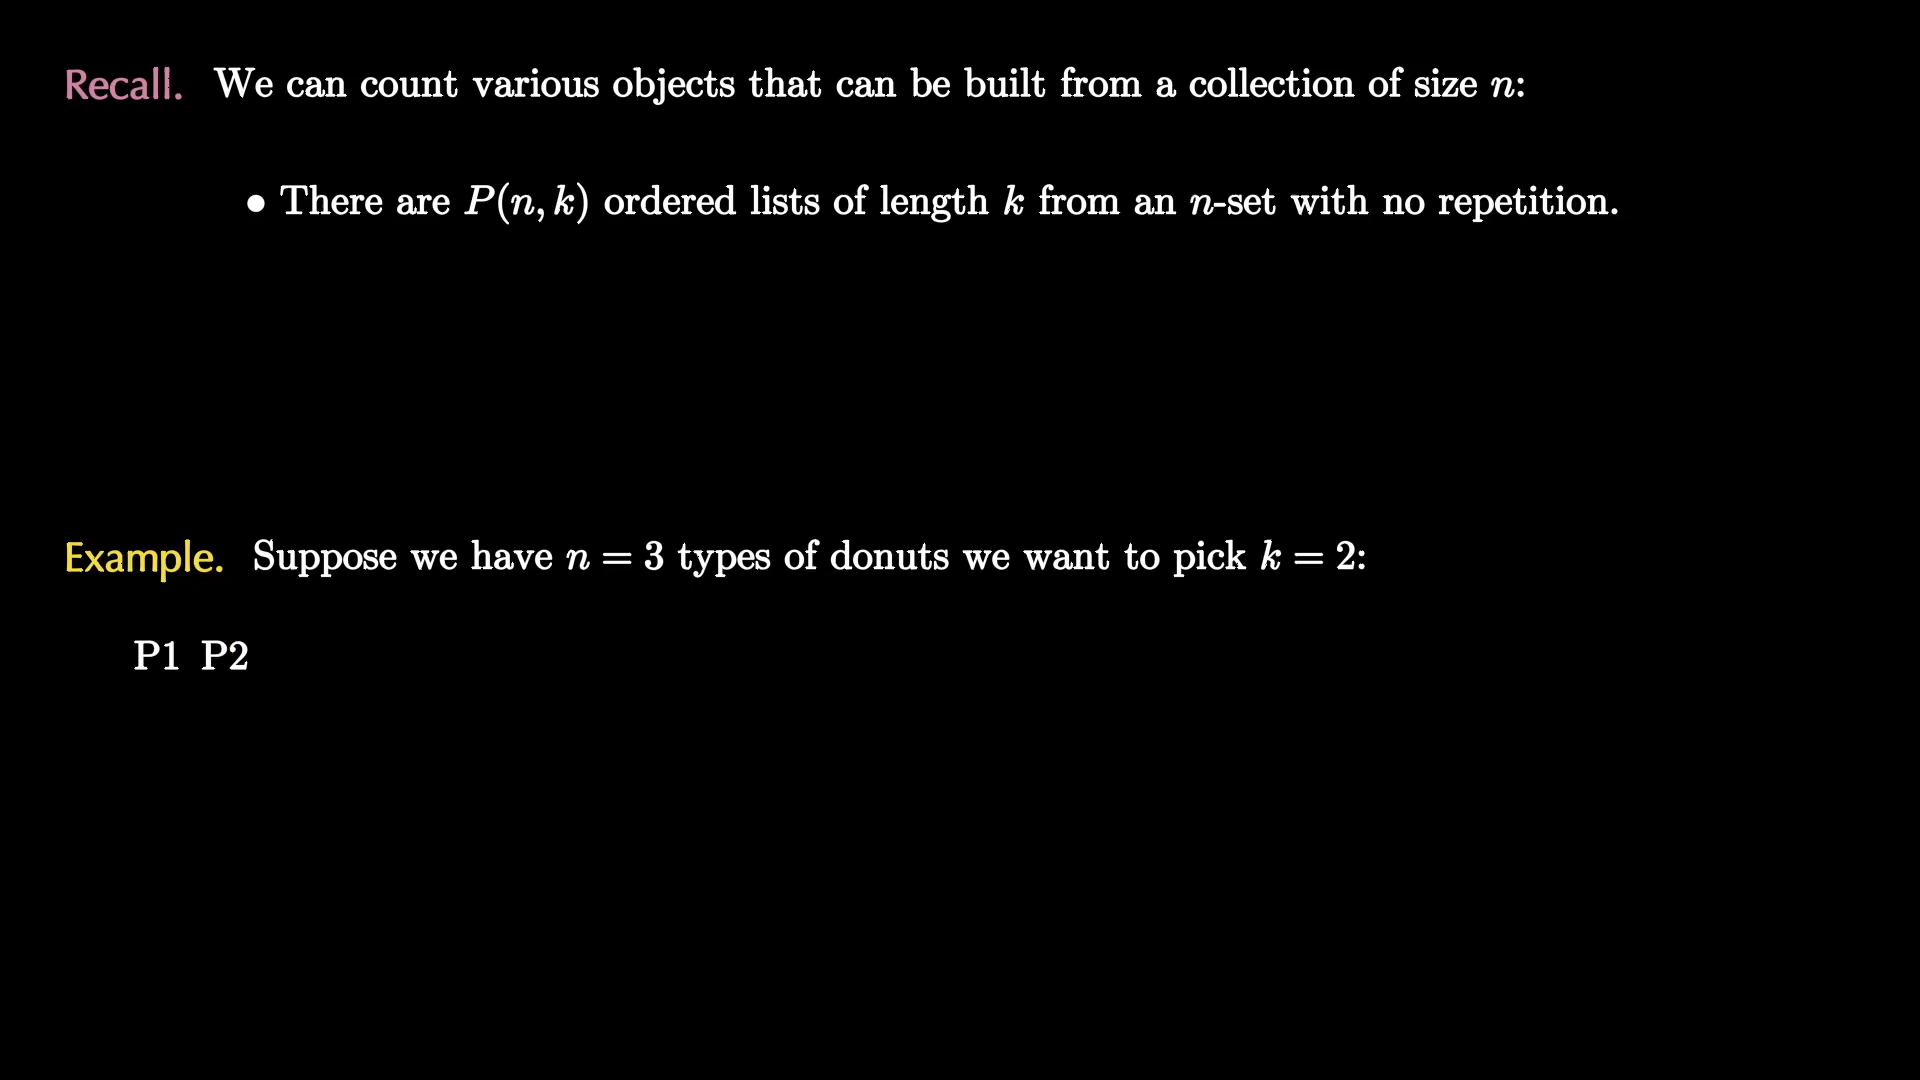 Recall. We can count various objects that can be built from a collection of size n:
• There are P(n, k) ordered lists of length k from an n-set with no repetition.
Example. Suppose we have n = 3 types of donuts we want to pick k = 2:
P1 P2